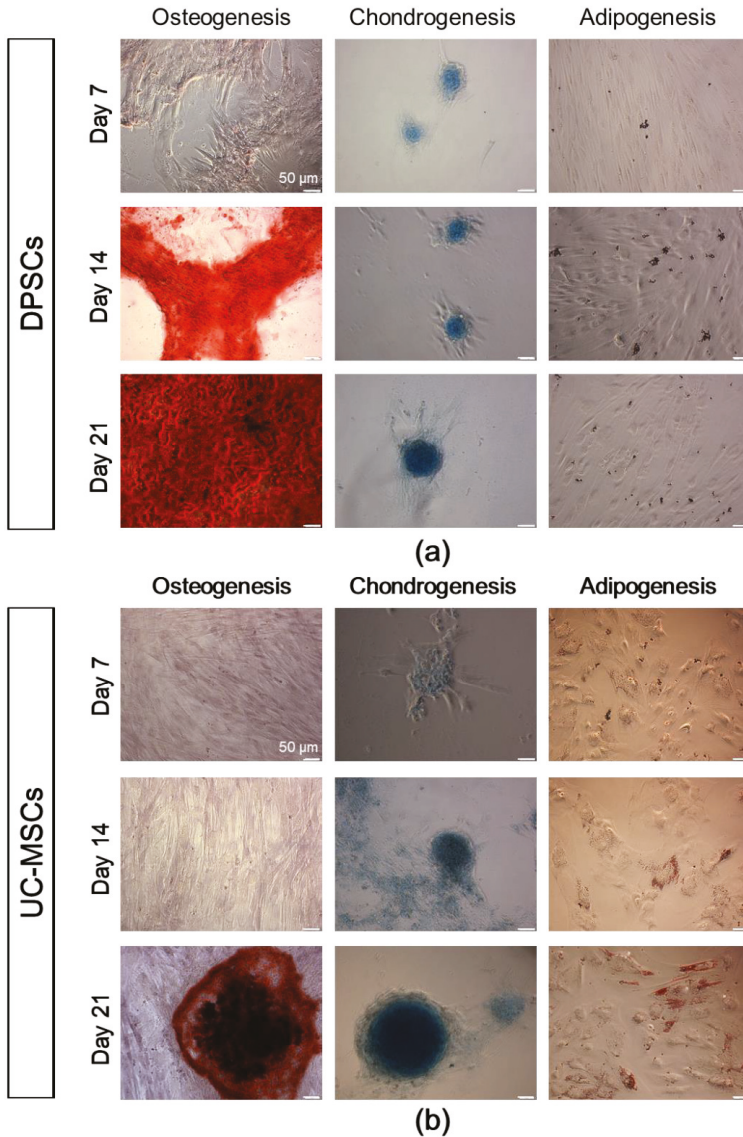 Osteogenesis Chondrogenesis Adipogenesis
DPSCs
Day 7
50 µm
Day 14
Day 21
(a)
Osteogenesis Chondrogenesis Adipogenesis
UC-MSCs
Day 7
50 µm
Day 14
Day 21
(b)